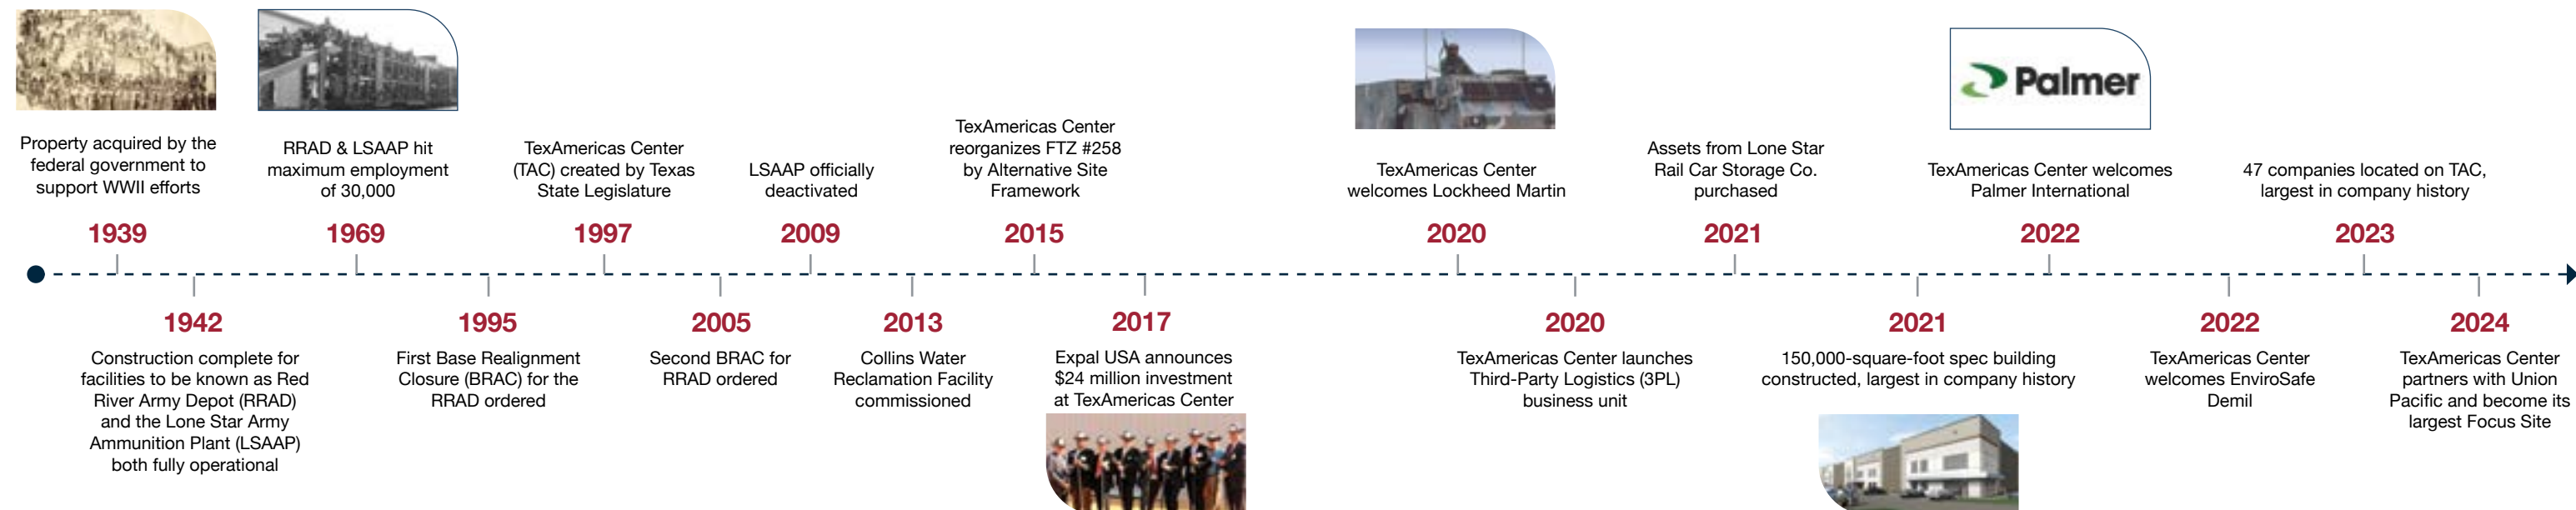 Property acquired by the
federal government to
support WWII efforts
1939
Construction complete for
facilities to be known as Red
River Army Depot (RRAD)
and the Lone Star Army
Ammunition Plant (LSAAP)
both fully operational
1942
RRAD & LSAAP hit
maximum employment
of 30,000
1969
1995
First Base Realignment
Closure (BRAC) for the
RRAD ordered
TexAmericas Center
(TAC) created by Texas
State Legislature
1997
2005
Second BRAC for
RRAD ordered
LSAAP officially
deactivated
2009
2013
Collins Water
Reclamation Facility
commissioned
TexAmericas Center
reorganizes FTZ #258
by Alternative Site
Framework
2015
2017
Expal USA announces
$24 million investment
at TexAmericas Center
TexAmericas Center
welcomes Lockheed Martin
2020
2020
TexAmericas Center launches
Third-Party Logistics (3PL)
business unit
Assets from Lone Star
Rail Car Storage Co.
purchased
2021
2021
150,000-square-foot spec building
constructed, largest in company history
Palmer
TexAmericas Center welcomes
Palmer International
2022
2022
TexAmericas Center
welcomes EnviroSafe
Demil
47 companies located on TAC,
largest in company history
2023
2024
TexAmericas Center
partners with Union
Pacific and become its
largest Focus Site